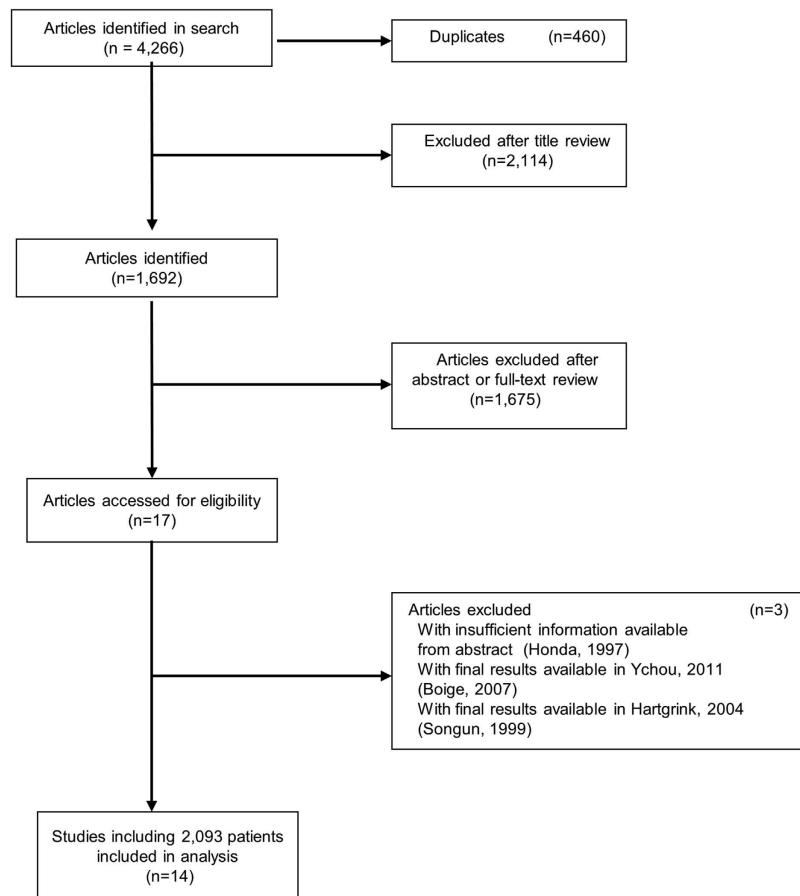 Articles identified in search
(n = 4,266)
Duplicates (n=460)
Excluded after title review
(n=2,114)
Articles identified
(n=1,692)
Articles excluded after
abstract or full-text review
(n=1,675)
Articles accessed for eligibility
(n=17)
Articles excluded (n=3)
With insufficient information available
from abstract (Honda, 1997)
With final results available in Ychou, 2011
(Boige, 2007)
With final results available in Hartgrink, 2004
(Songun, 1999)
Studies including 2,093 patients
included in analysis
(n=14)